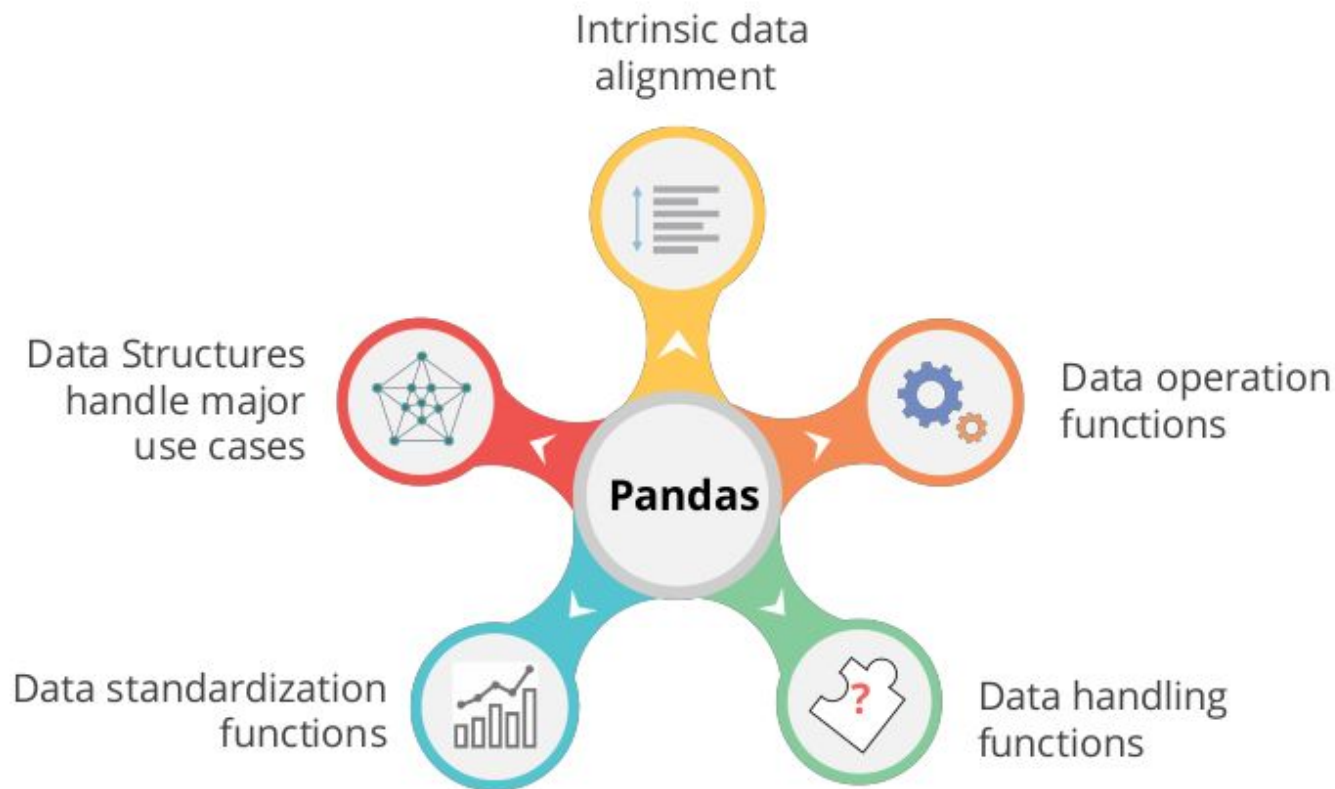 Intrinsic data
alignment
Data Structures
handle major
use cases
Data operation
functions
Pandas
Data standardization
functions
?
Data handling
functions